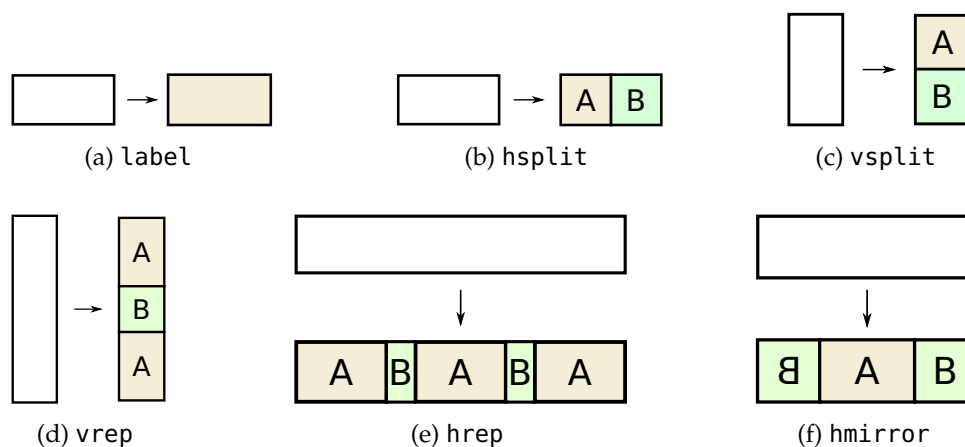 A B
A
B
(a) label
(b) hsplit
(c) vsplit
A
B
A
A B A B A
B A B
(d) vrep
(e) hrep
(f) hmirror